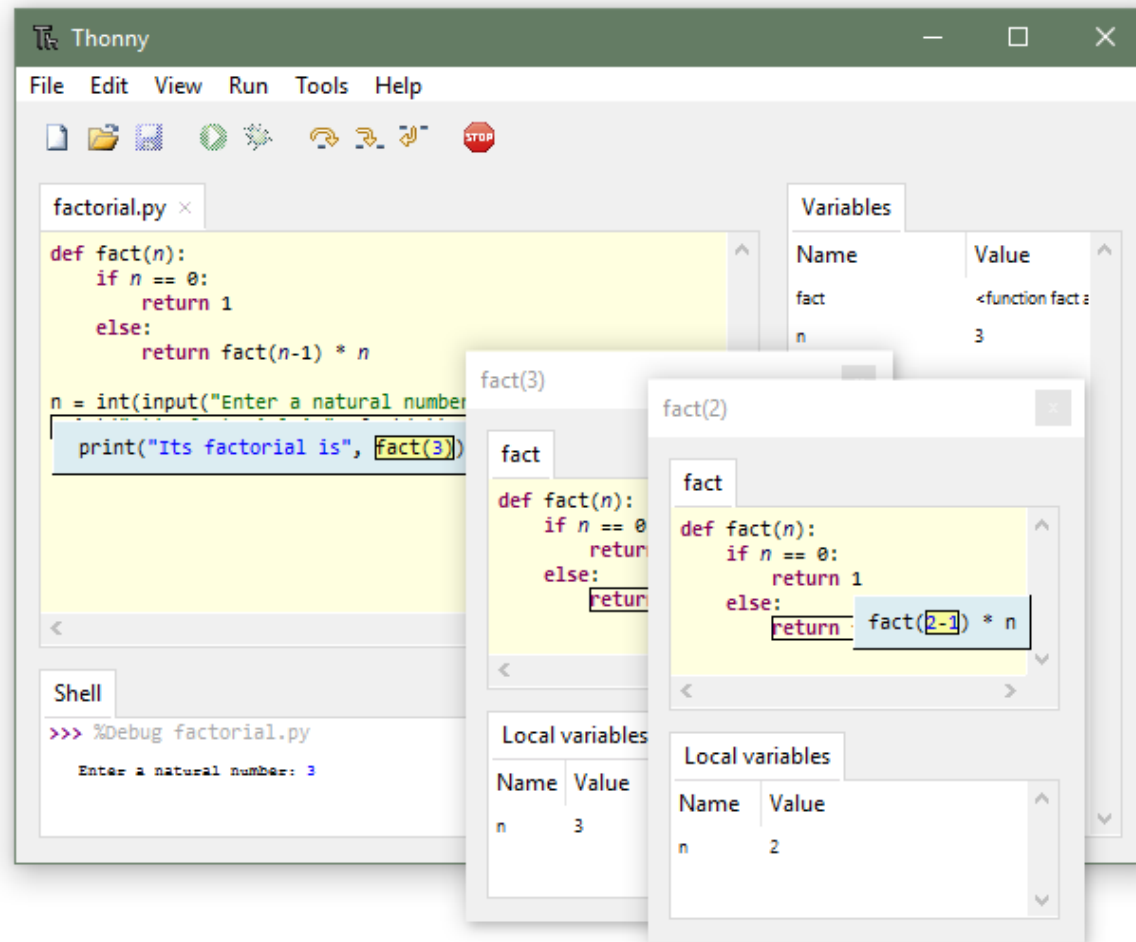 Thonny
File Edit View Run Tools Help
STOP
factorial.py ×
def fact(n):
    if n == 0:
        return 1
    else:
        return fact(n-1) * n
n = int(input("Enter a natural number
print("Its factorial is", fact(3))
Shell
>>> %Debug factorial.py
Enter a natural number: 3
Variables
Name Value
fact <function fact a
n 3
fact(3)
fact
def fact(n):
    if n == 0
        return
    else:
        return
Local variables
Name Value
n 3
fact(2)
x
fact
def fact(n):
    if n == 0:
        return 1
    else:
        return fact(2-1) * n
Local variables
Name Value
n 2